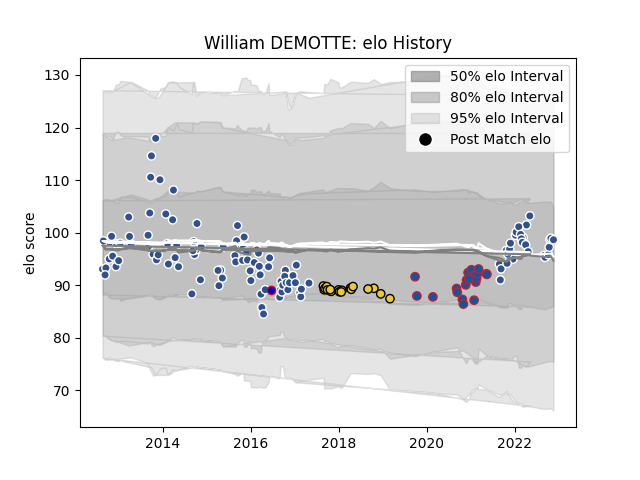 William DEMOTTE: elo History
50% elo Interval
80% elo Interval
95% elo Interval
Post Match elo
elo score
130
120
110
100
90
80
70
2014
2016
2018
2020
2022